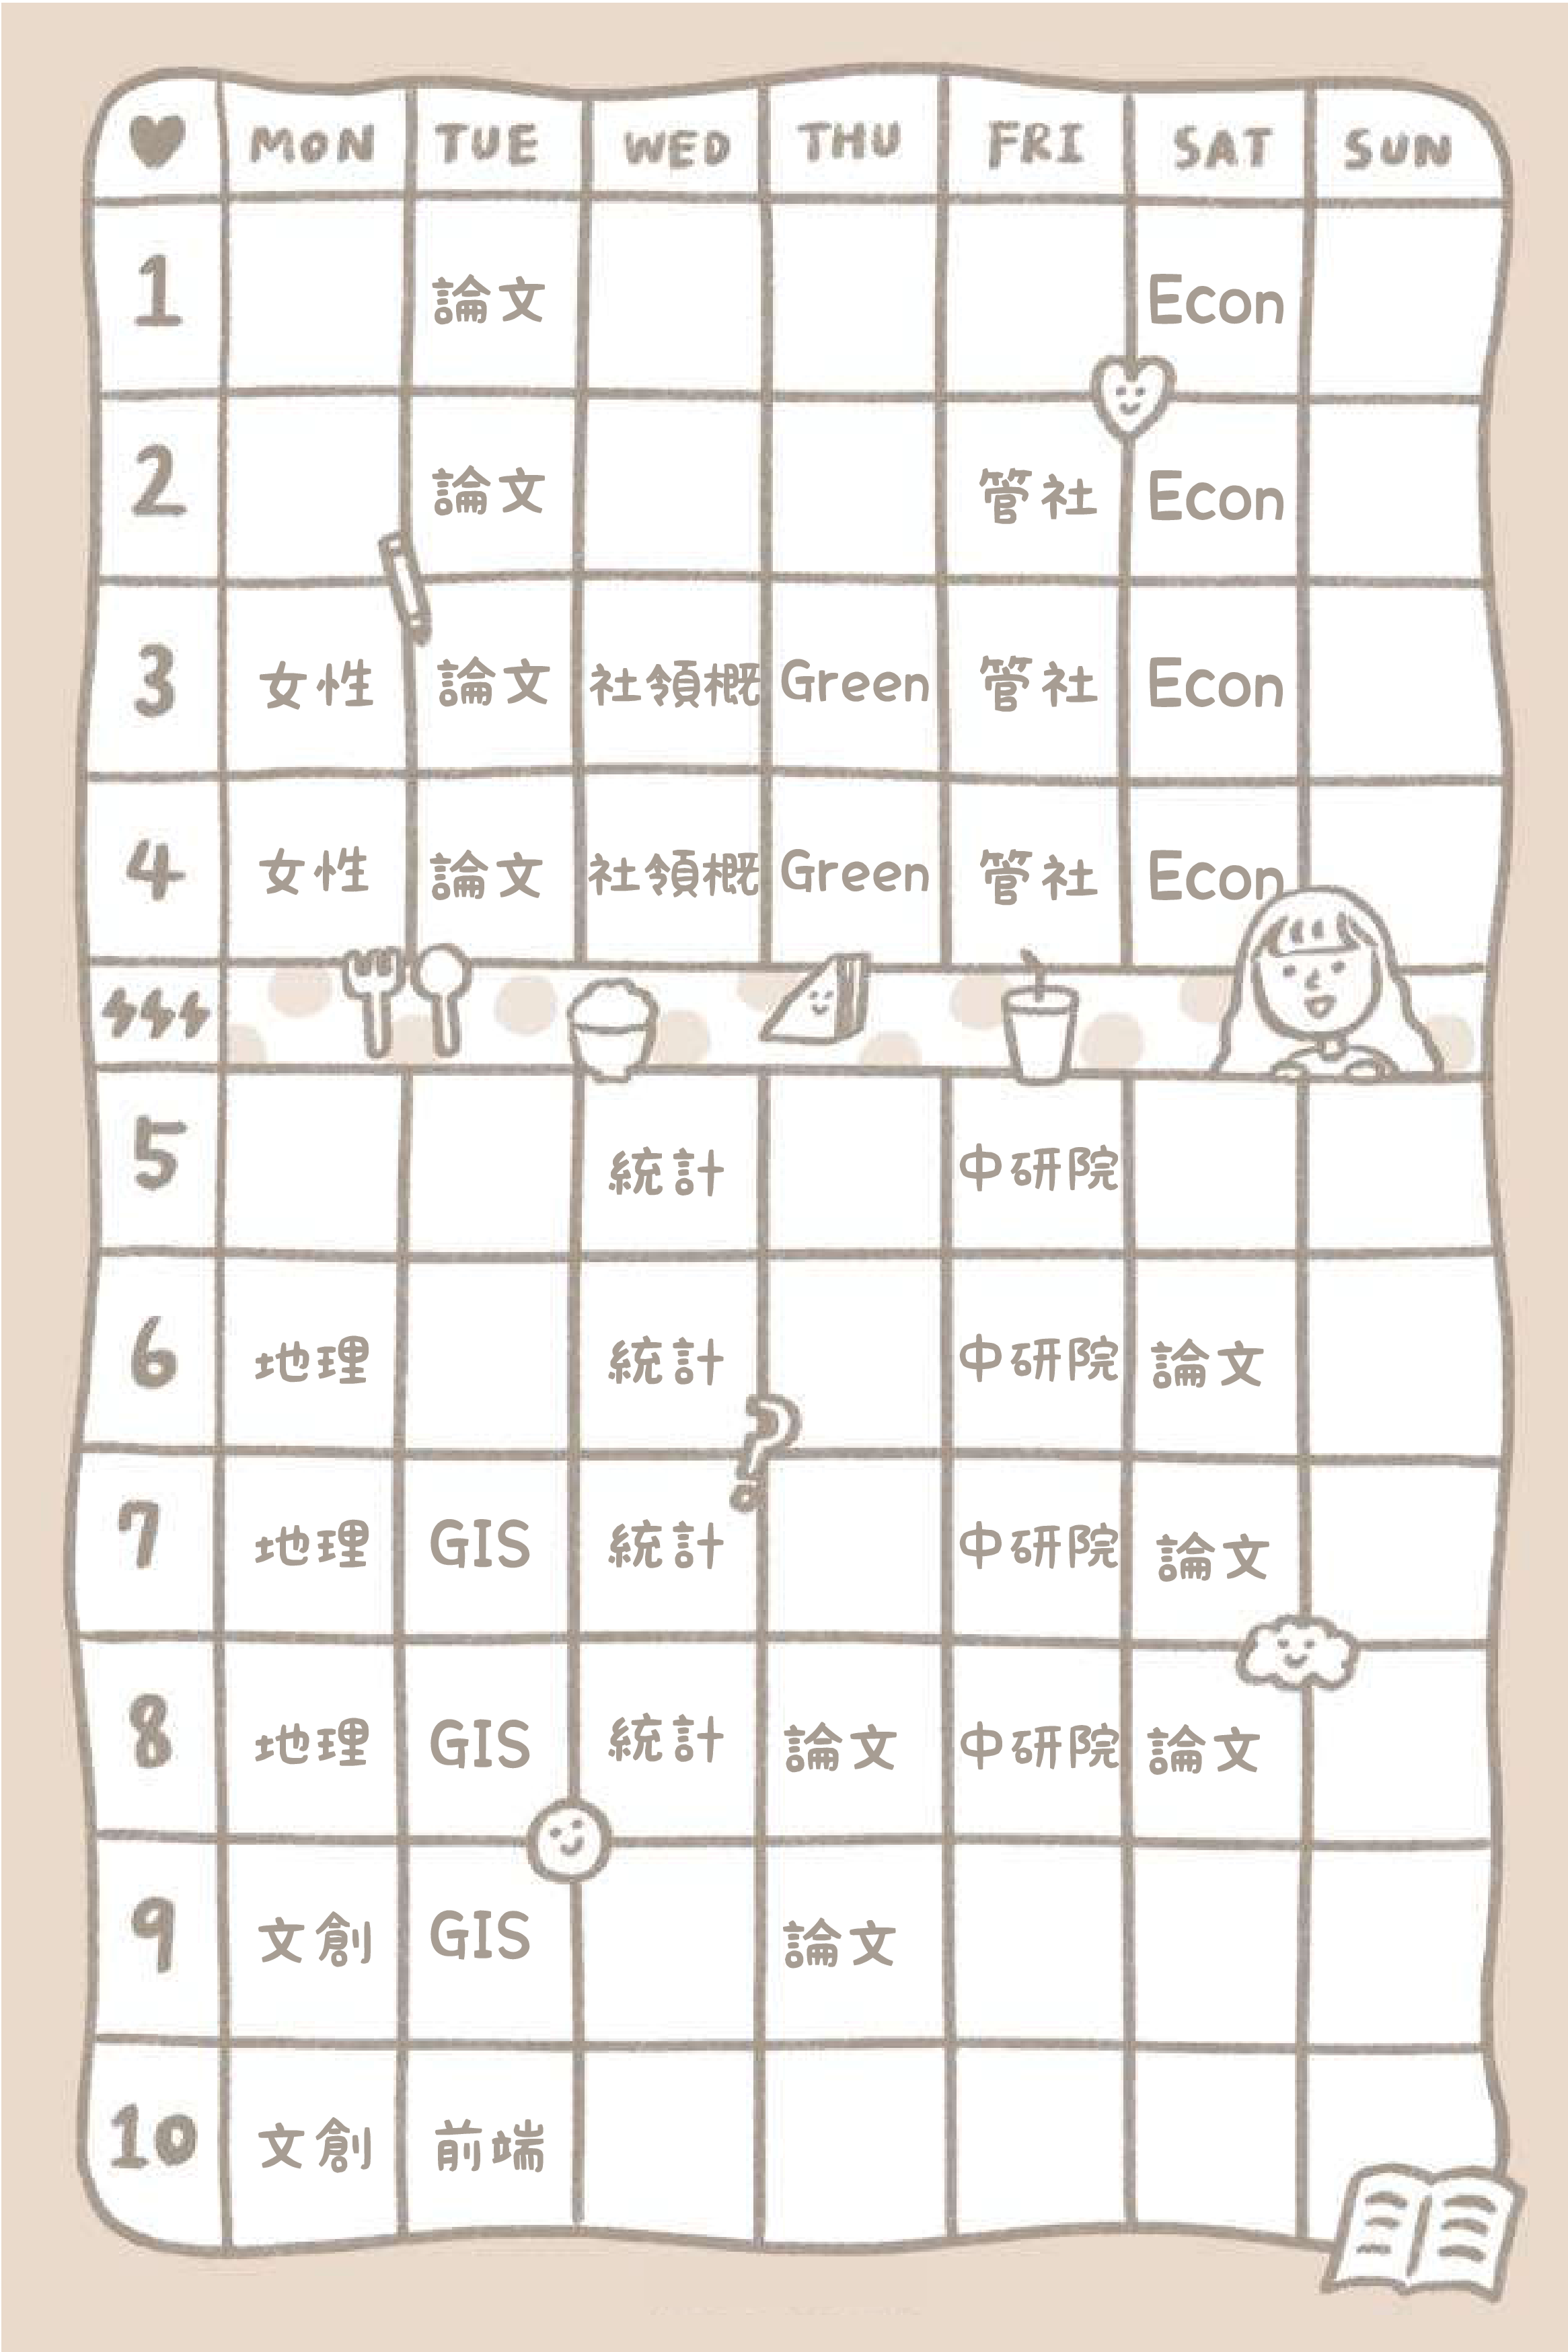 MON TUE WED THU FRI SAT SUN
1 論文 Econ
2 論文 管社 Econ
3 女性 論文 社領概 Green 管社 Econ
4 女性 論文 社領概 Green 管社 Econ
5 統計 中研院
6 地理 統計 中研院 論文
7 地理 GIS 統計 中研院 論文
8 地理 GIS 統計 論文 中研院 論文
9 文創 GIS 論文
10 文創 前端